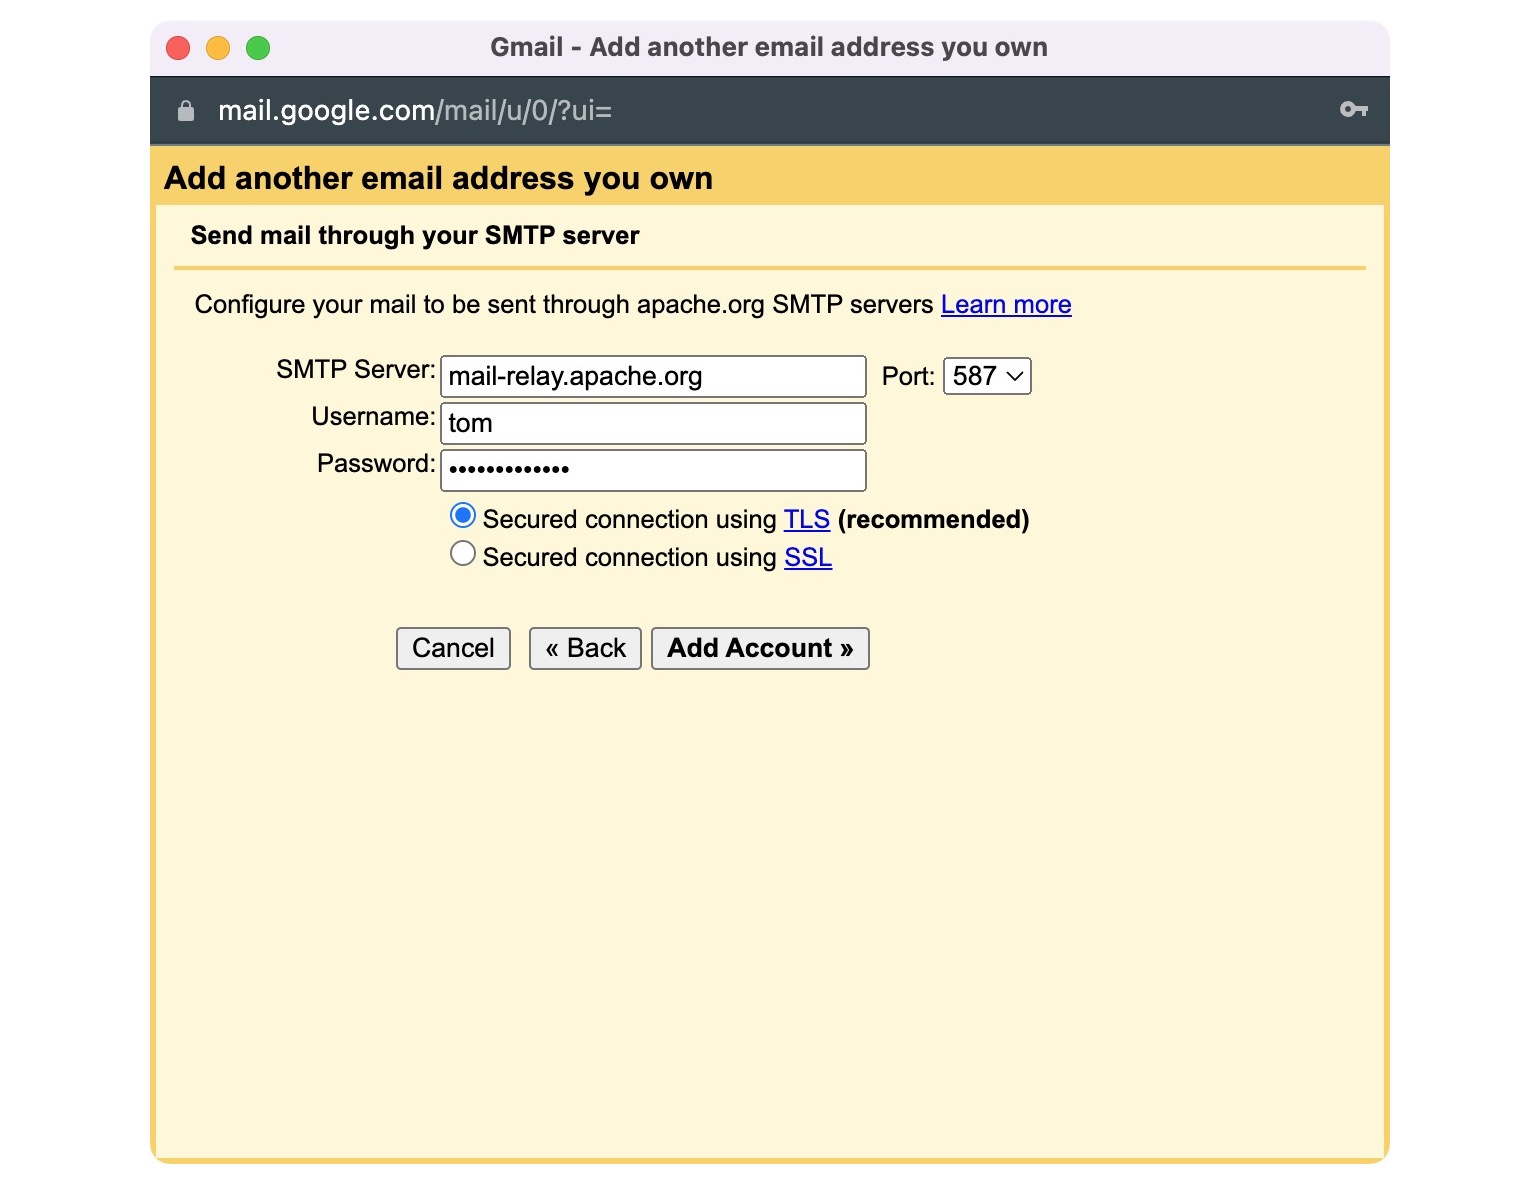 Gmail - Add another email address you own
mail.google.com/mail/u/0/?ui=
Add another email address you own
Send mail through your SMTP server
Configure your mail to be sent through apache.org SMTP servers Learn more
SMTP Server: mail-relay.apache.org Port: 587
Username: tom
Password: •••••••••••••
Secured connection using TLS (recommended)
Secured connection using SSL
Cancel « Back Add Account »